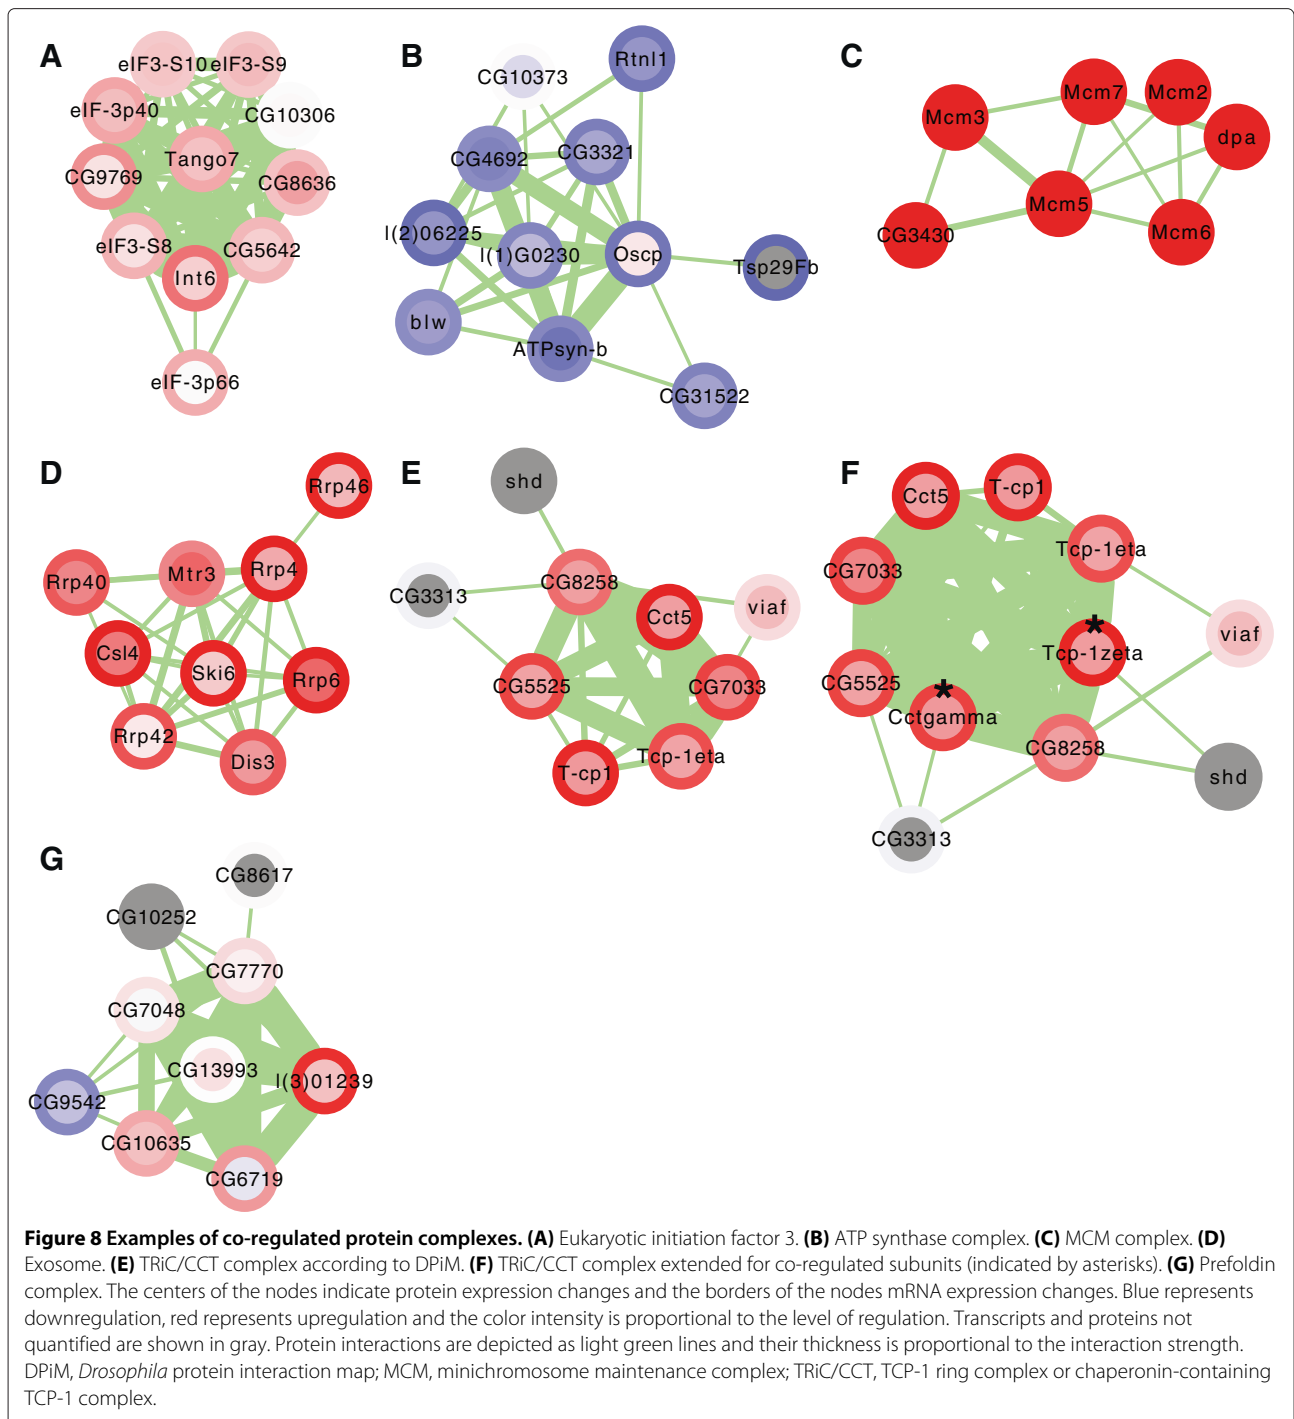 A
eIF3-S10
eIF3-S9
eIF-3p40
CG10306
Tango7
CG9769
CG8636
eIF3-S8
CG5642
Int6
eIF-3p66
B
CG10373
Rtnl1
CG4692
CG3321
l(2)06225
l(1)G0230
Oscp
Tsp29Fb
blw
ATPsyn-b
CG31522
C
Mcm3
Mcm7
Mcm2
dpa
Mcm5
CG3430
Mcm6
D
Rrp46
Rrp40
Mtr3
Rrp4
Csl4
Ski6
Rrp6
Rrp42
Dis3
E
shd
CG3313
CG8258
Cct5
viaf
CG5525
CG7033
T-cp1
Tcp-1eta
F
Cct5
T-cp1
Tcp-1eta
CG7033
viaf
*
Tcp-1zeta
CG5525
*
Cctgamma
CG8258
shd
CG3313
G
CG8617
CG10252
CG7770
CG7048
CG13993
l(3)01239
CG9542
CG10635
CG6719
Figure 8 Examples of co-regulated protein complexes. (A) Eukaryotic initiation factor 3. (B) ATP synthase complex. (C) MCM complex. (D)
Exosome. (E) TRiC/CCT complex according to DPiM. (F) TRiC/CCT complex extended for co-regulated subunits (indicated by asterisks). (G) Prefoldin
complex. The centers of the nodes indicate protein expression changes and the borders of the nodes mRNA expression changes. Blue represents
downregulation, red represents upregulation and the color intensity is proportional to the level of regulation. Transcripts and proteins not
quantified are shown in gray. Protein interactions are depicted as light green lines and their thickness is proportional to the interaction strength.
DPiM, Drosophila protein interaction map; MCM, minichromosome maintenance complex; TRiC/CCT, TCP-1 ring complex or chaperonin-containing
TCP-1 complex.